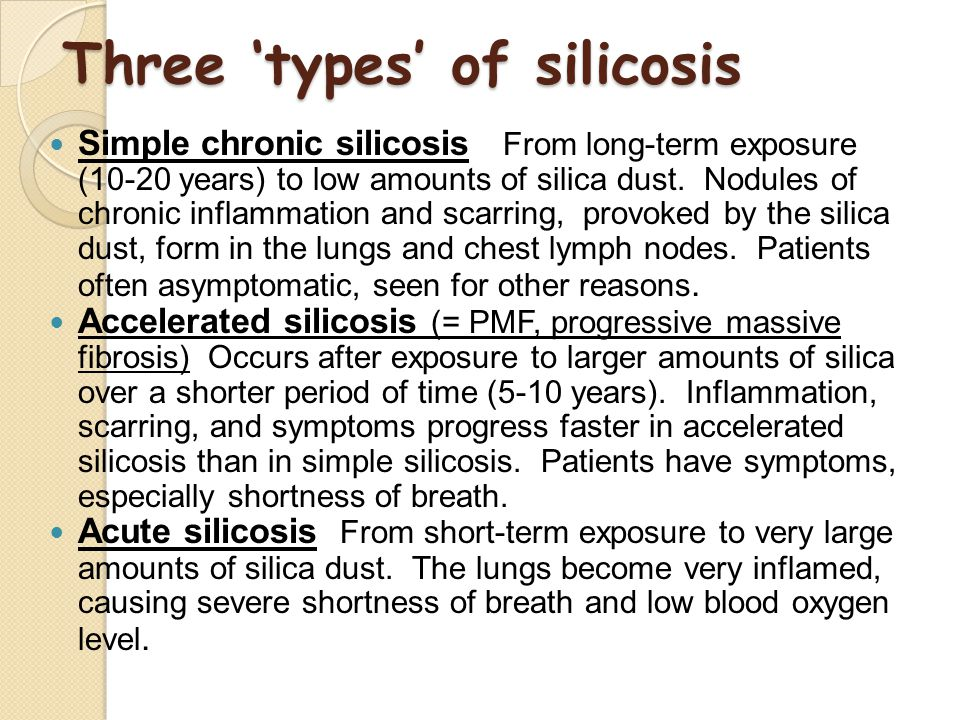 Three ‘types’ of silicosis
• Simple chronic silicosis From long-term exposure
(10-20 years) to low amounts of silica dust. Nodules of
chronic inflammation and scarring, provoked by the silica
dust, form in the lungs and chest lymph nodes. Patients
often asymptomatic, seen for other reasons.
• Accelerated silicosis (= PMF, progressive massive
fibrosis) Occurs after exposure to larger amounts of silica
over a shorter period of time (5-10 years). Inflammation,
scarring, and symptoms progress faster in accelerated
silicosis than in simple silicosis. Patients have symptoms,
especially shortness of breath.
• Acute silicosis From short-term exposure to very large
amounts of silica dust. The lungs become very inflamed,
causing severe shortness of breath and low blood oxygen
level.